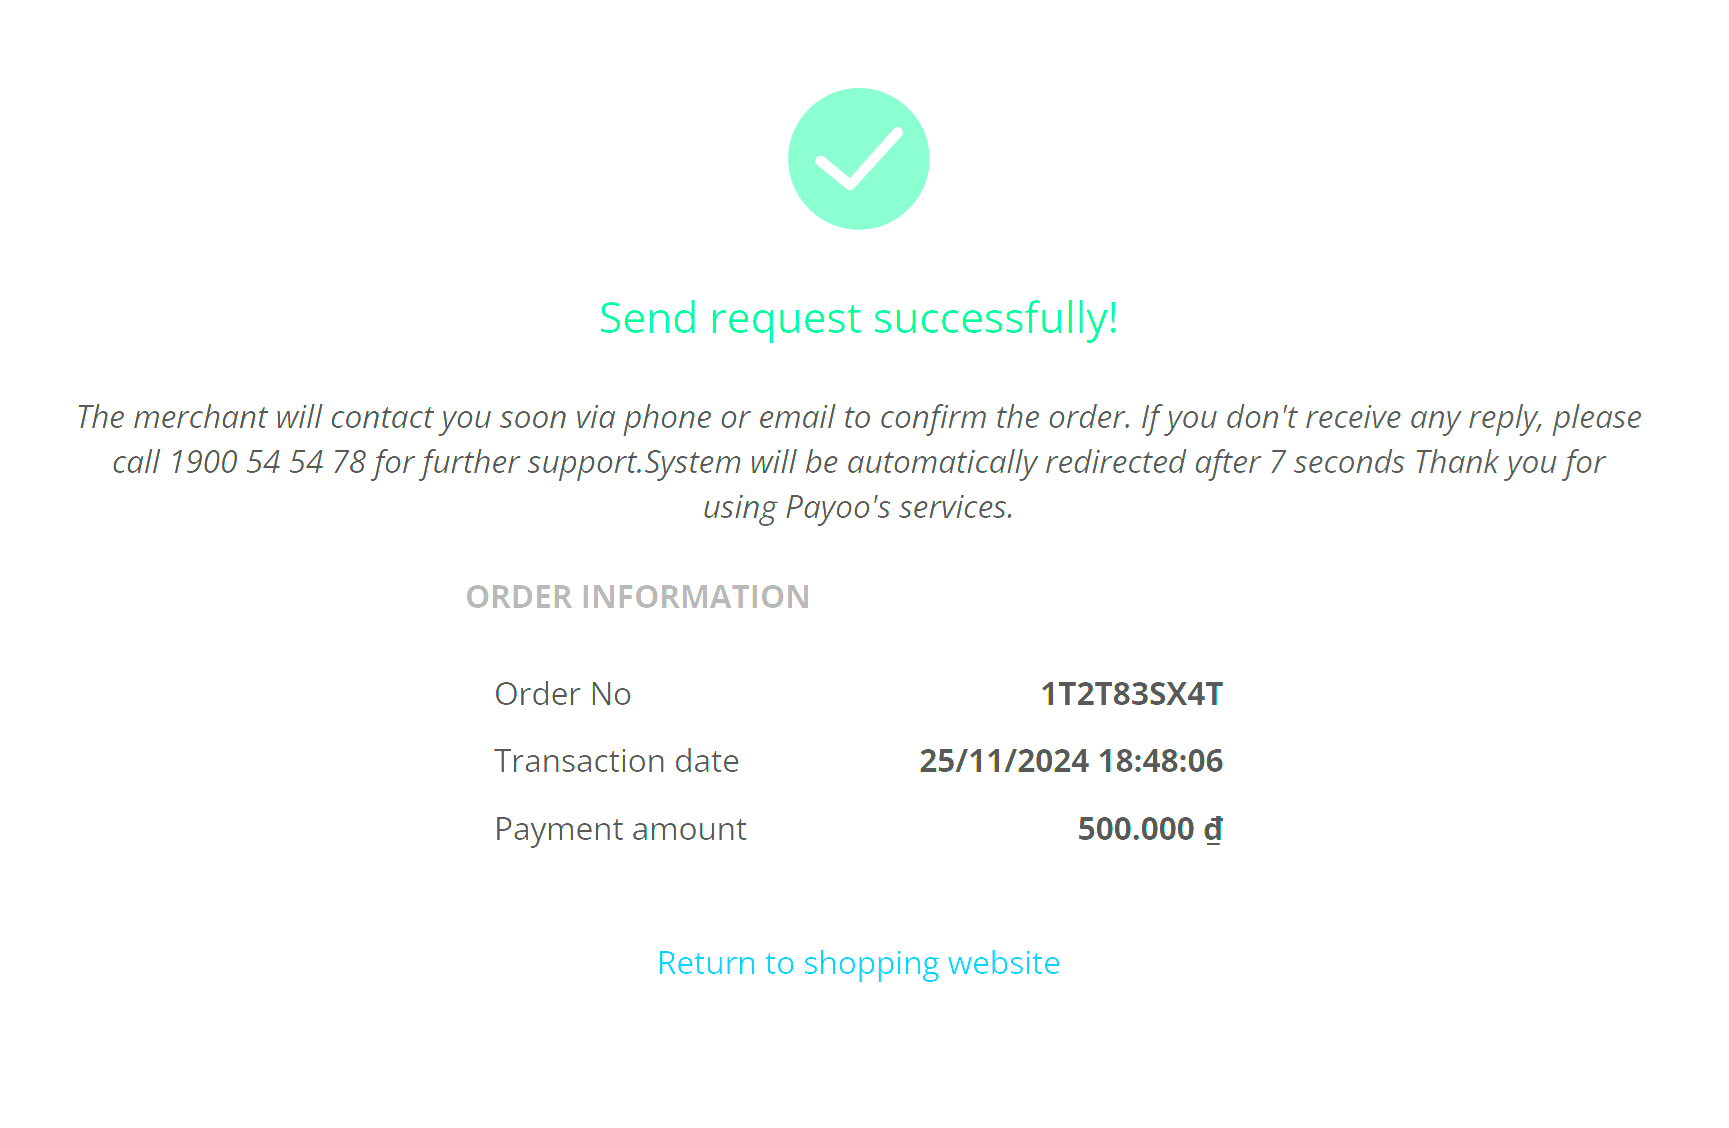 Send request successfully!
The merchant will contact you soon via phone or email to confirm the order. If you don't receive any reply, please
call 1900 54 54 78 for further support.System will be automatically redirected after 7 seconds Thank you for
using Payoo's services.
ORDER INFORMATION
Order No 1T2T83SX4T
Transaction date 25/11/2024 18:48:06
Payment amount 500.000 ₫
Return to shopping website